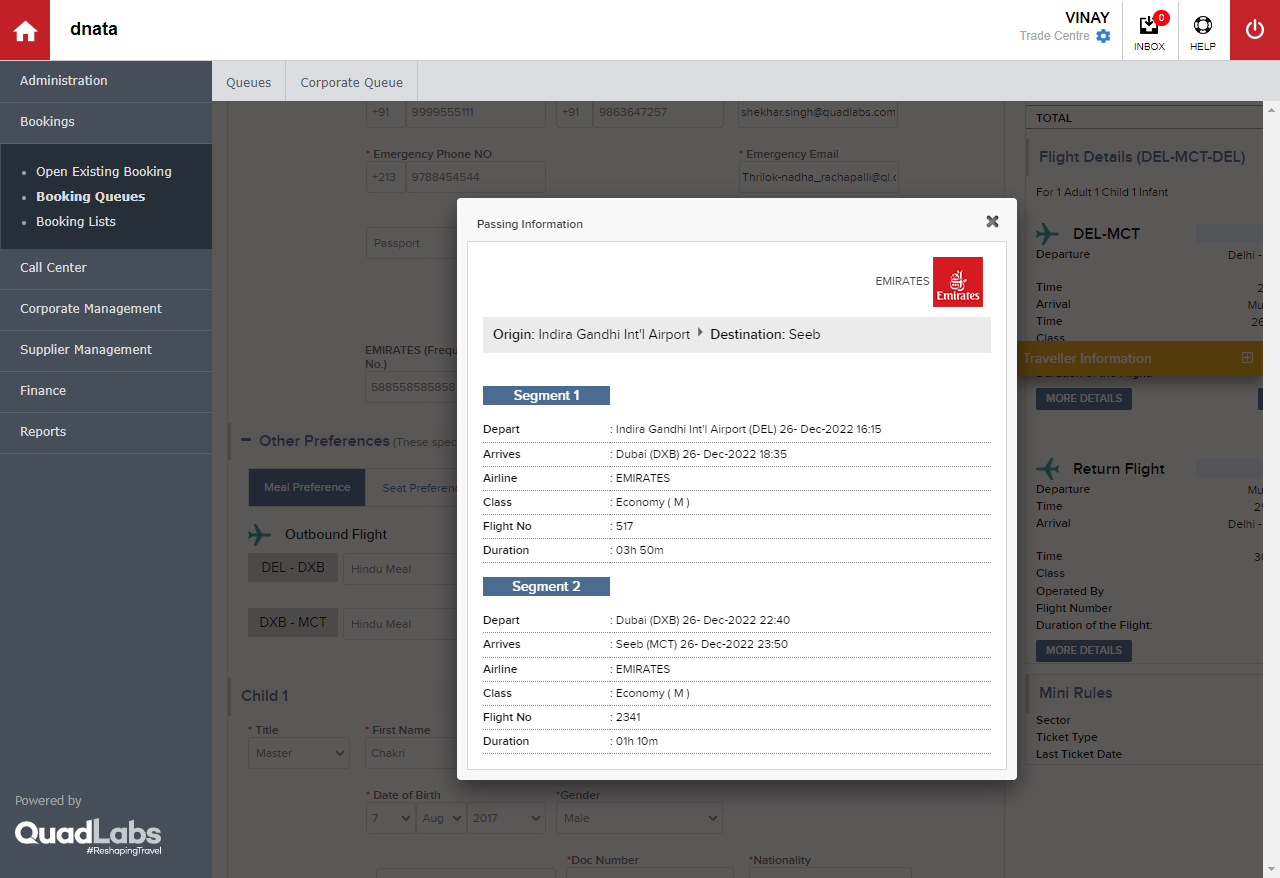 dnata
VINAY
Trade Centre
0
INBOX
HELP
Administration
Bookings
Open Existing Booking
Booking Queues
Booking Lists
Call Center
Corporate Management
Supplier Management
Finance
Reports
Powered by
QuadLabs
#ReshapingTravel
Queues
Corporate Queue
+91 9999555111 +91 9863647257 shekhar.singh@quadlabs.com
* Emergency Phone NO * Emergency Email
+213 9788454544 Thrilok-nadha_rachapalli@ql.c
Passport
EMIRATES (Frequ
No.)
588558585858
Other Preferences (These spec
Meal Preference Seat Preferen
Outbound Flight
DEL - DXB Hindu Meal
DXB - MCT Hindu Meal
Child 1
* Title * First Name
Master Chakri
* Date of Birth *Gender
7 Aug 2017 Male
*Doc Number *Nationality
Passing Information
EMIRATES
Emirates
Origin: Indira Gandhi Int'l Airport Destination: Seeb
Segment 1
Depart : Indira Gandhi Int'l Airport (DEL) 26- Dec-2022 16:15
Arrives : Dubai (DXB) 26- Dec-2022 18:35
Airline : EMIRATES
Class : Economy ( M )
Flight No : 517
Duration : 03h 50m
Segment 2
Depart : Dubai (DXB) 26- Dec-2022 22:40
Arrives : Seeb (MCT) 26- Dec-2022 23:50
Airline : EMIRATES
Class : Economy ( M )
Flight No : 2341
Duration : 01h 10m
TOTAL
Flight Details (DEL-MCT-DEL)
For 1 Adult 1 Child 1 Infant
DEL-MCT
Departure Delhi -
Time 2
Arrival Mu
Time 26
Class
Traveller Information
Duration of the Flight:
MORE DETAILS
Return Flight
Departure Mu
Time 29
Arrival Delhi -
Time 30
Class
Operated By
Flight Number
Duration of the Flight:
MORE DETAILS
Mini Rules
Sector
Ticket Type
Last Ticket Date